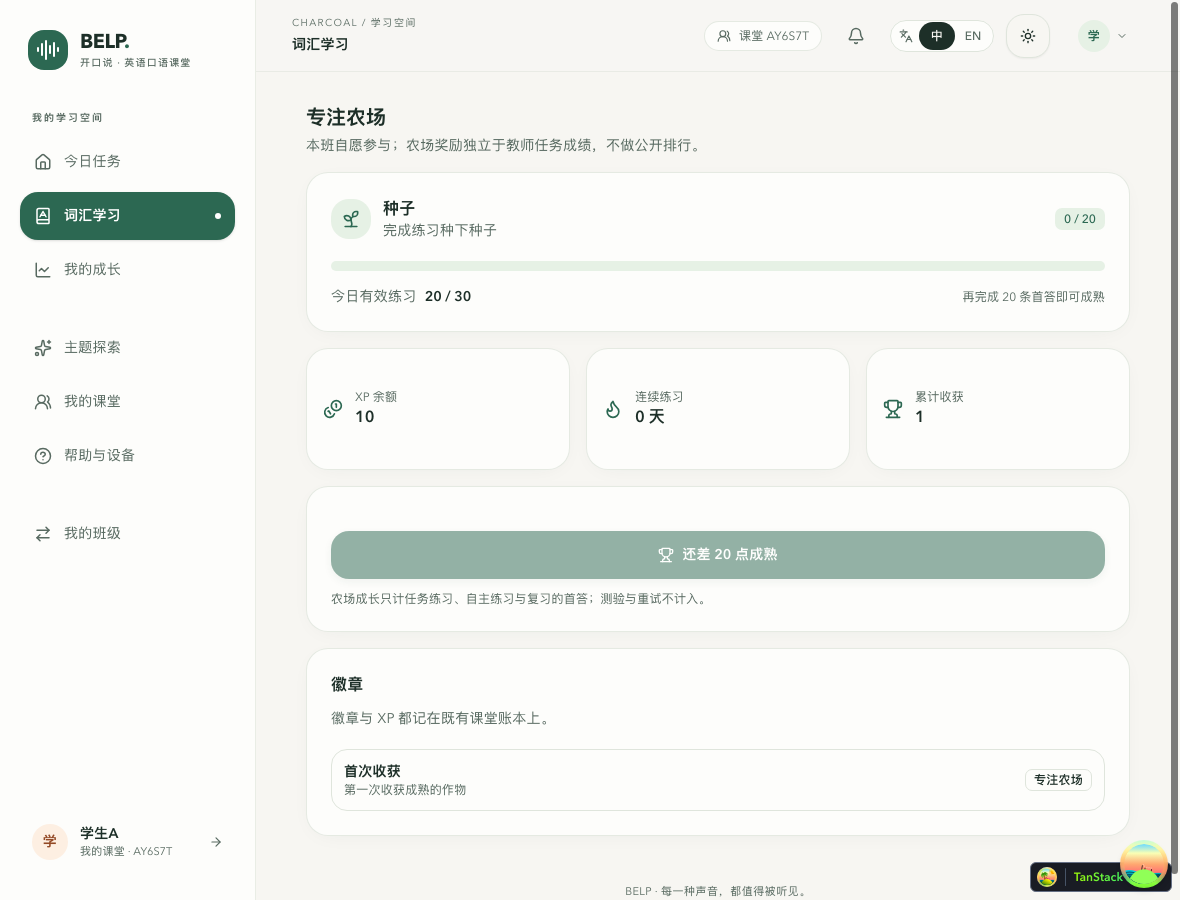 BELP.
开口说 · 英语口语课堂
我的学习空间
今日任务
词汇学习
我的成长
主题探索
我的课堂
帮助与设备
我的班级
学
学生A
我的课堂 · AY6S7T
CHARCOAL / 学习空间
词汇学习
课堂 AY6S7T
中
EN
学
专注农场
本班自愿参与；农场奖励独立于教师任务成绩，不做公开排行。
种子
完成练习种下种子
0 / 20
今日有效练习 20 / 30
再完成 20 条首答即可成熟
XP 余额
10
连续练习
0 天
累计收获
1
还差 20 点成熟
农场成长只计任务练习、自主练习与复习的首答；测验与重试不计入。
徽章
徽章与 XP 都记在既有课堂账本上。
首次收获
第一次收获成熟的作物
专注农场
BELP · 每一种声音，都值得被听见。
TanStack